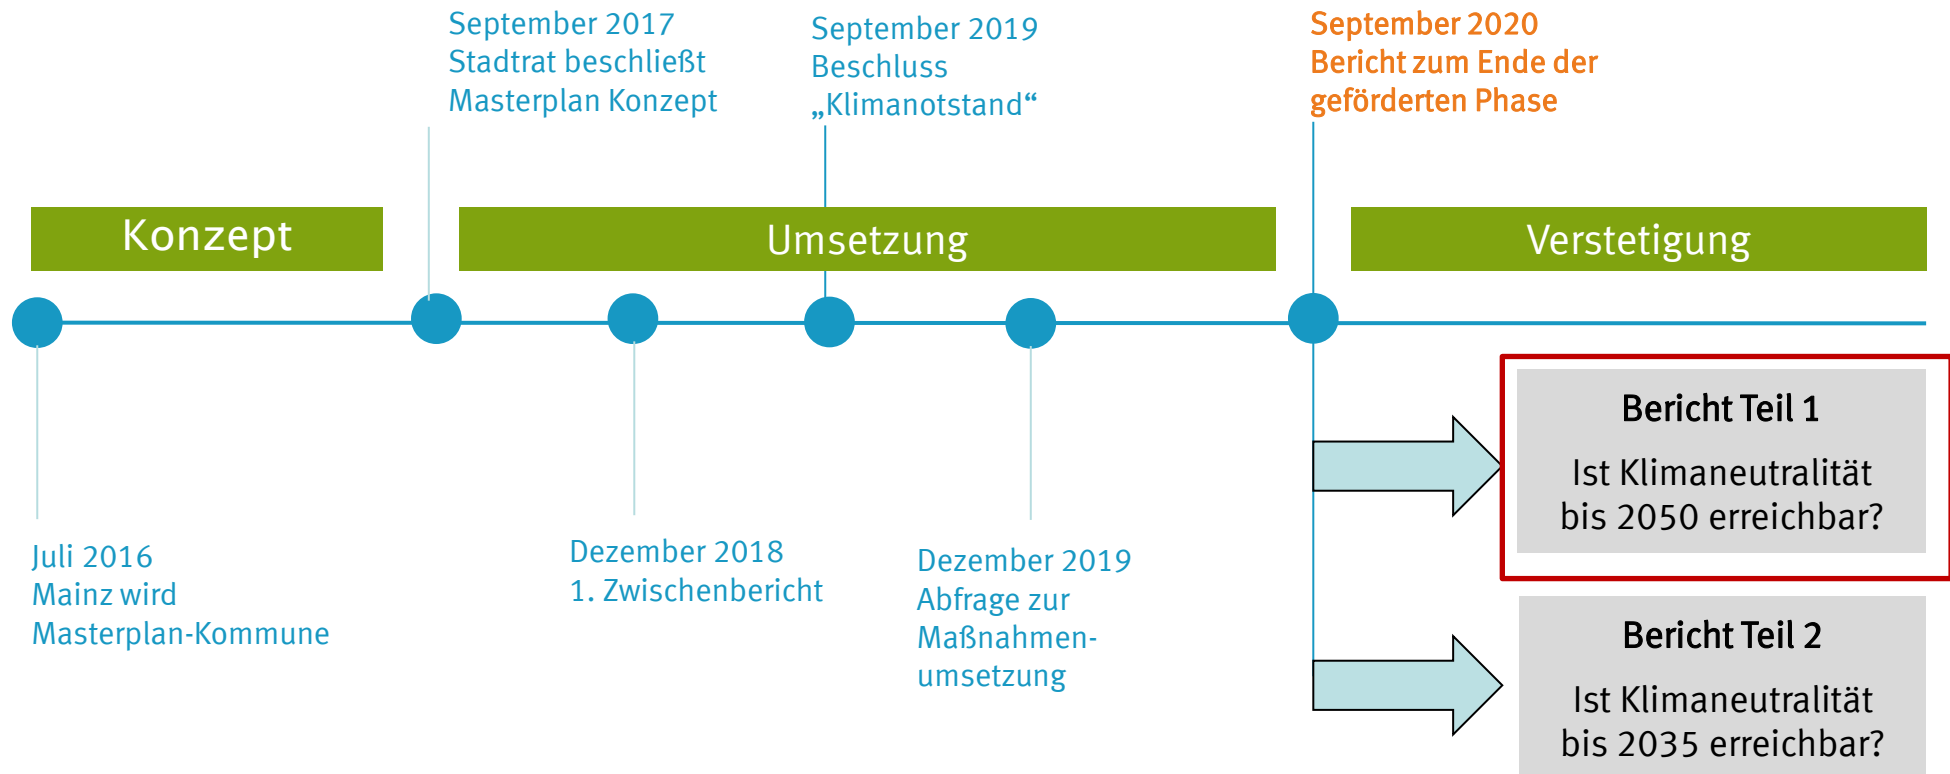 September 2017
Stadtrat beschließt
Masterplan Konzept
September 2019
Beschluss
„Klimanotstand“
September 2020
Bericht zum Ende der
geförderten Phase
Konzept
Umsetzung
Verstetigung
Juli 2016
Mainz wird
Masterplan-Kommune
Dezember 2018
1. Zwischenbericht
Dezember 2019
Abfrage zur
Maßnahmen-
umsetzung
Bericht Teil 1
Ist Klimaneutralität
bis 2050 erreichbar?
Bericht Teil 2
Ist Klimaneutralität
bis 2035 erreichbar?